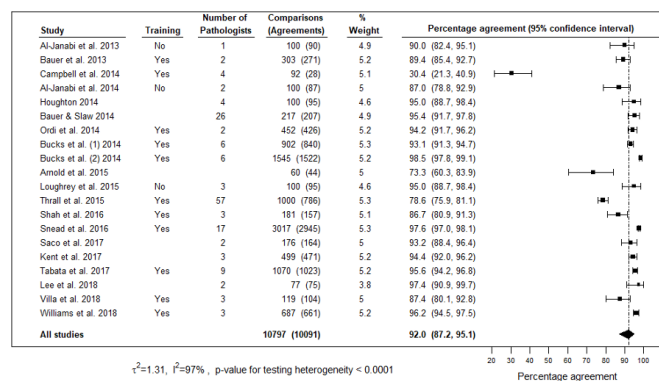 Study Training Number of Pathologists Comparisons (Agreements) % Weight Percentage agreement (95% confidence interval)
Al-Janabi et al. 2013 No 1 100 (90) 4.9 90.0 (82.4, 95.1)
Bauer et al. 2013 Yes 2 303 (271) 5.2 89.4 (85.4, 92.7)
Campbell et al. 2014 Yes 4 92 (28) 5.1 30.4 (21.3, 40.9)
Al-Janabi et al. 2014 No 2 100 (87) 5 87.0 (78.8, 92.9)
Houghton 2014 4 100 (95) 4.6 95.0 (88.7, 98.4)
Bauer & Slaw 2014 26 217 (207) 4.9 95.4 (91.7, 97.8)
Ordi et al. 2014 Yes 2 452 (426) 5.2 94.2 (91.7, 96.2)
Bucks et al. (1) 2014 Yes 6 902 (840) 5.3 93.1 (91.3, 94.7)
Bucks et al. (2) 2014 Yes 6 1545 (1522) 5.2 98.5 (97.8, 99.1)
Arnold et al. 2015 60 (44) 5 73.3 (60.3, 83.9)
Loughrey et al. 2015 No 3 100 (95) 4.6 95.0 (88.7, 98.4)
Thrall et al. 2015 Yes 57 1000 (786) 5.3 78.6 (75.9, 81.1)
Shah et al. 2016 Yes 3 181 (157) 5.1 86.7 (80.9, 91.3)
Snead et al. 2016 Yes 17 3017 (2945) 5.3 97.6 (97.0, 98.1)
Saco et al. 2017 2 176 (164) 5 93.2 (88.4, 96.4)
Kent et al. 2017 3 499 (471) 5.2 94.4 (92.0, 96.2)
Tabata et al. 2017 Yes 9 1070 (1023) 5.2 95.6 (94.2, 96.8)
Lee et al. 2018 2 77 (75) 3.8 97.4 (90.9, 99.7)
Villa et al. 2018 Yes 3 119 (104) 5 87.4 (80.1, 92.8)
Williams et al. 2018 Yes 3 687 (661) 5.2 96.2 (94.5, 97.5)
All studies 10797 (10091) 92.0 (87.2, 95.1)
20 30 40 50 60 70 80 90 100
τ²=1.31, I²=97% , p-value for testing heterogeneity < 0.0001
Percentage agreement